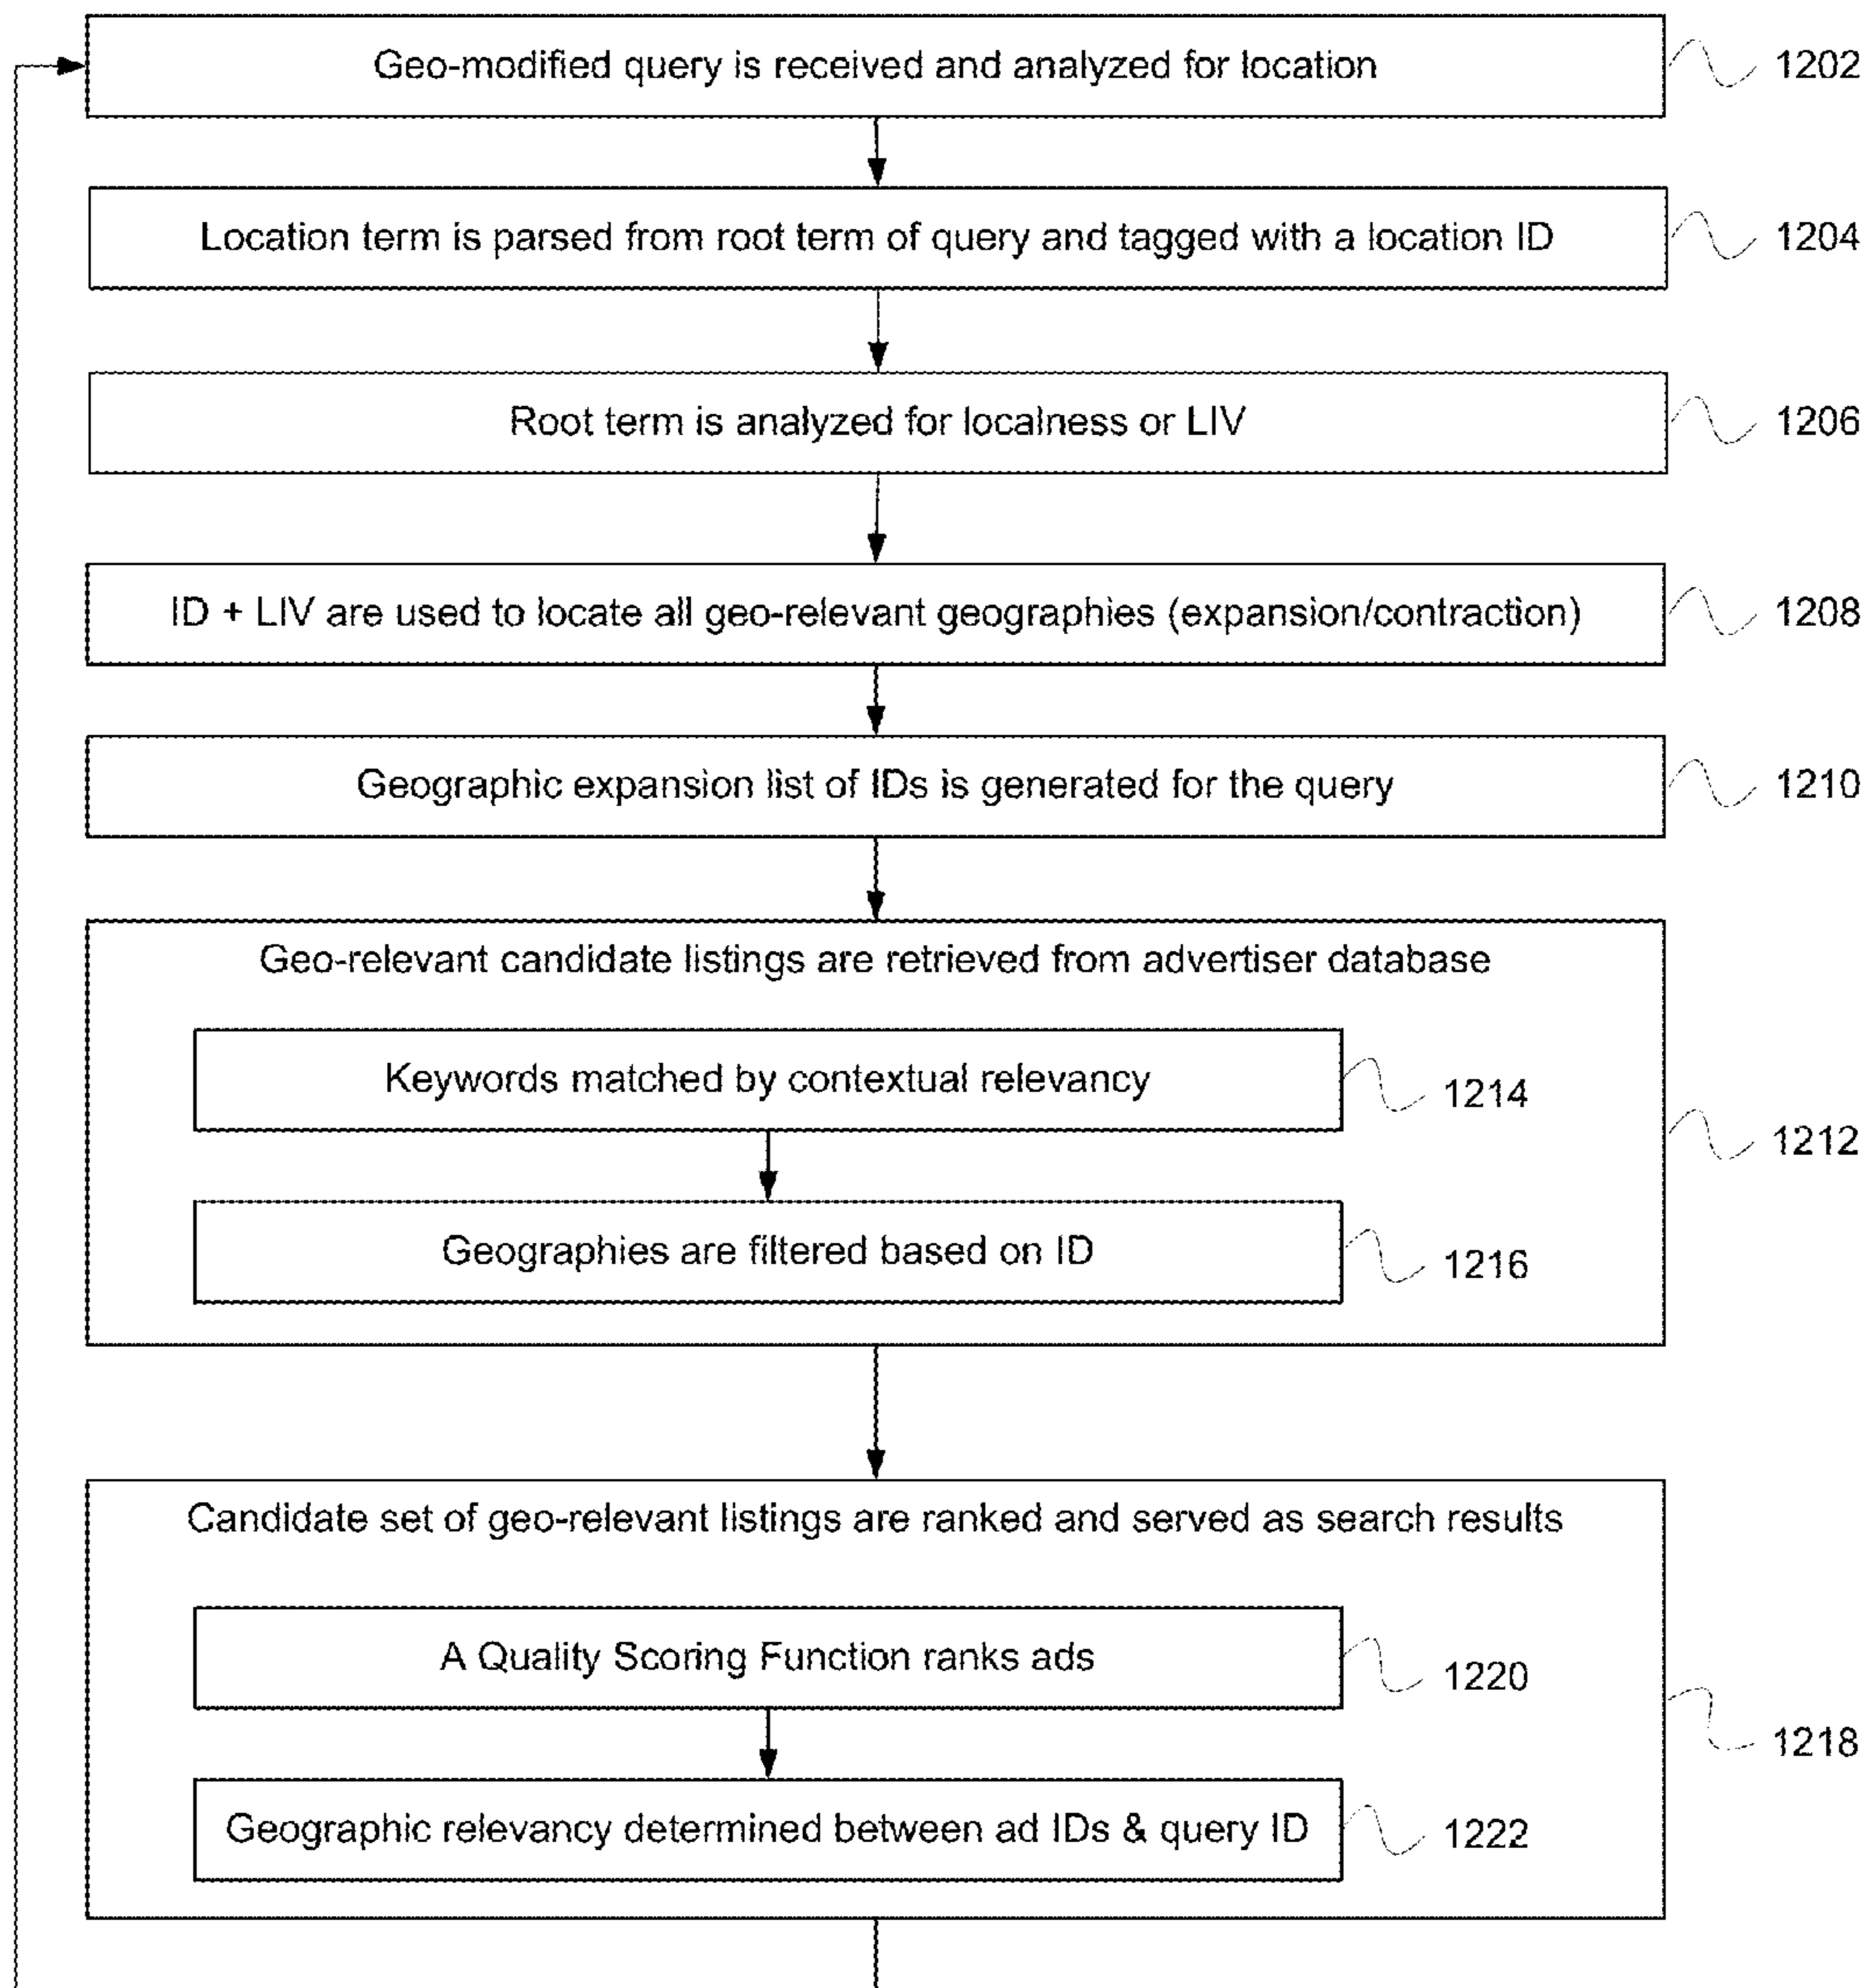 Geo-modified query is received and analyzed for location
1202
Location term is parsed from root term of query and tagged with a location ID
1204
Root term is analyzed for localness or LIV
1206
ID + LIV are used to locate all geo-relevant geographies (expansion/contraction)
1208
Geographic expansion list of IDs is generated for the query
1210
Geo-relevant candidate listings are retrieved from advertiser database
Keywords matched by contextual relevancy
1214
1212
Geographies are filtered based on ID
1216
Candidate set of geo-relevant listings are ranked and served as search results
A Quality Scoring Function ranks ads
1220
1218
Geographic relevancy determined between ad IDs & query ID
1222